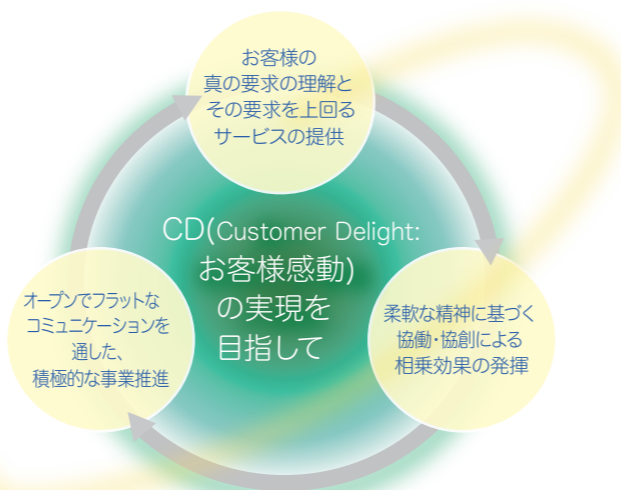 お客様の
真の要求の理解と
その要求を上回る
サービスの提供
CD(Customer Delight:
お客様感動)
の実現を
目指して
オープンでフラットな
コミュニケーションを
通した、
積極的な事業推進
柔軟な精神に基づく
協働・協創による
相乗効果の発揮